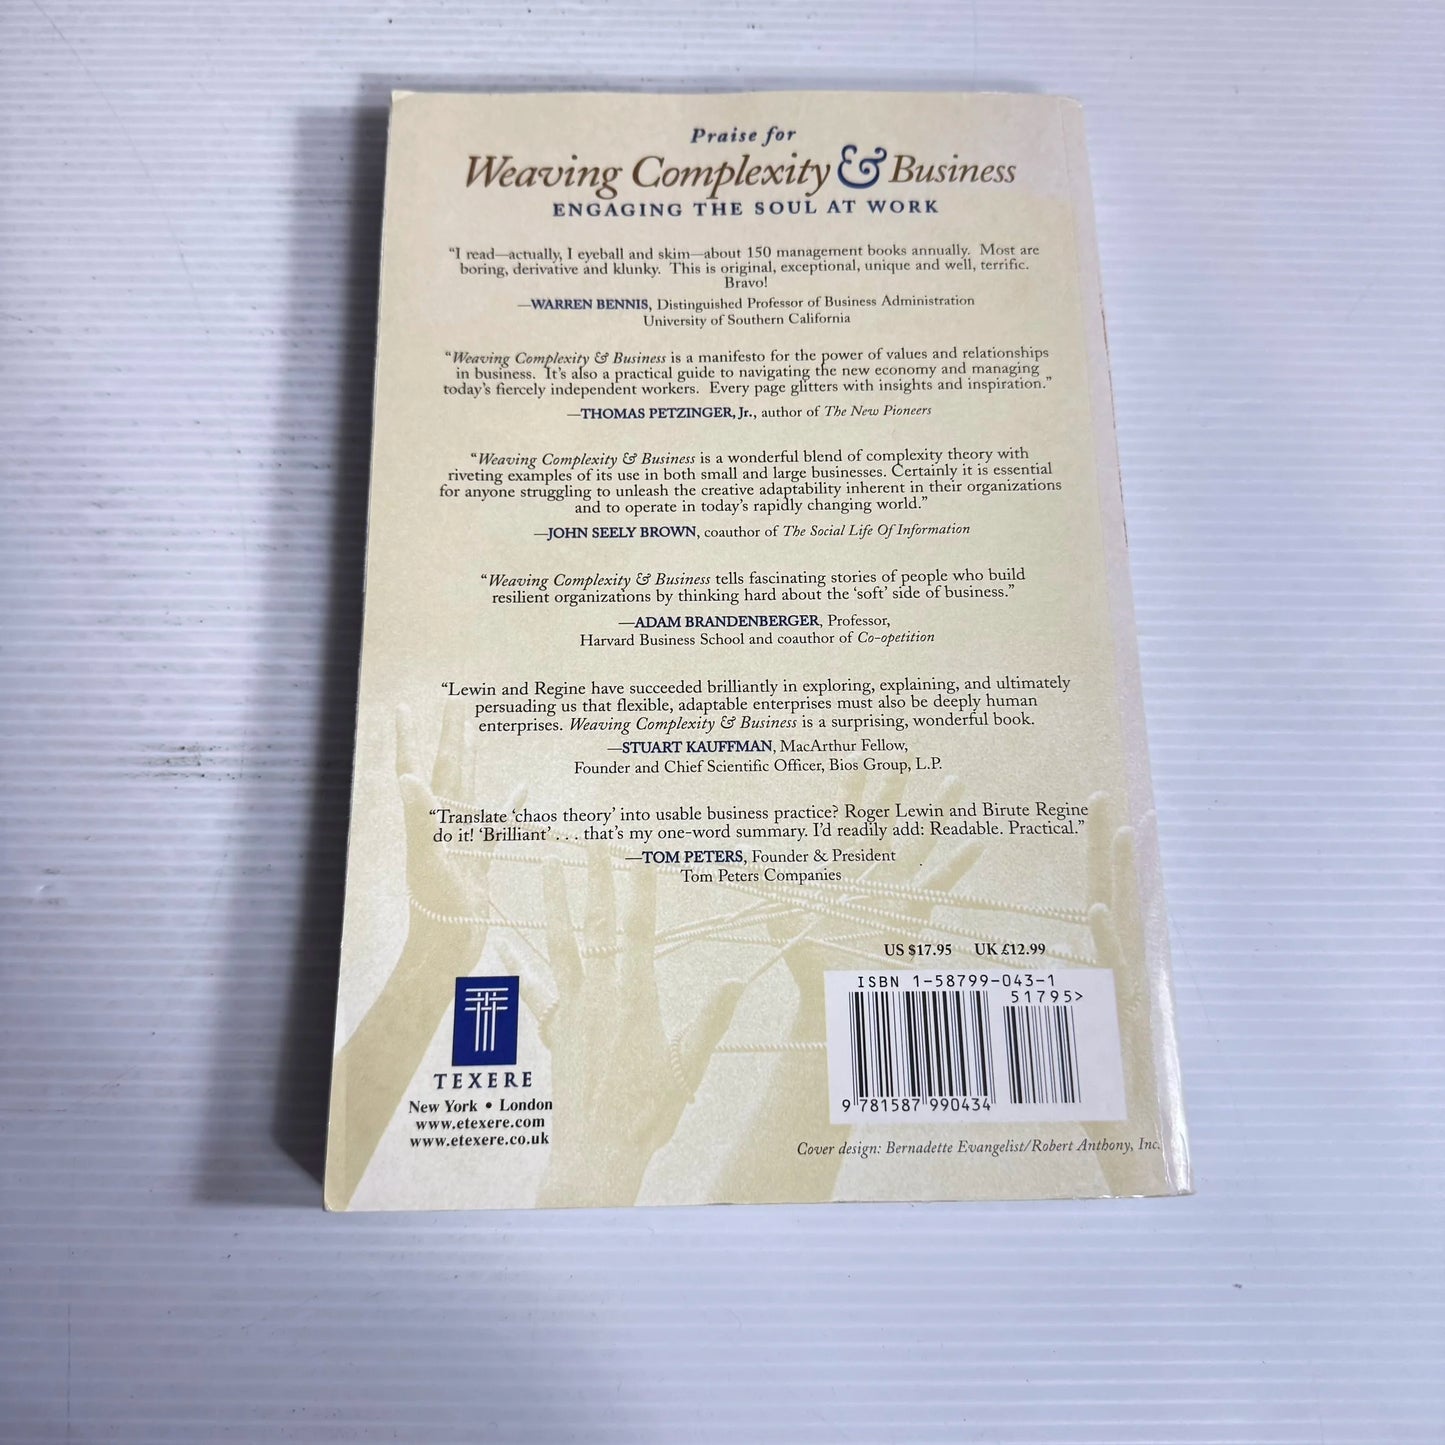 Praise for
Weaving Complexity & Business
ENGAGING THE SOUL AT WORK
“I read—actually, I eyeball and skim—about 150 management books annually. Most are
boring, derivative and klunky. This is original, exceptional, unique and well, terrific.
Bravo!
—WARREN BENNIS, Distinguished Professor of Business Administration
University of Southern California
“Weaving Complexity & Business is a manifesto for the power of values and relationships
in business. It’s also a practical guide to navigating the new economy and managing
today’s fiercely independent workers. Every page glitters with insights and inspiration.”
—THOMAS PETZINGER, Jr., author of The New Pioneers
“Weaving Complexity & Business is a wonderful blend of complexity theory with
riveting examples of its use in both small and large businesses. Certainly it is essential
for anyone struggling to unleash the creative adaptability inherent in their organizations
and to operate in today’s rapidly changing world.”
—JOHN SEELY BROWN, coauthor of The Social Life Of Information
“Weaving Complexity & Business tells fascinating stories of people who build
resilient organizations by thinking hard about the ‘soft’ side of business.”
—ADAM BRANDENBERGER, Professor,
Harvard Business School and coauthor of Co-opetition
“Lewin and Regine have succeeded brilliantly in exploring, explaining, and ultimately
persuading us that flexible, adaptable enterprises must also be deeply human
enterprises. Weaving Complexity & Business is a surprising, wonderful book.
—STUART KAUFFMAN, MacArthur Fellow,
Founder and Chief Scientific Officer, Bios Group, L.P.
“Translate ‘chaos theory’ into usable business practice? Roger Lewin and Birute Regine
do it! ‘Brilliant’ . . . that’s my one-word summary. I’d readily add: Readable. Practical.”
—TOM PETERS, Founder & President
Tom Peters Companies
US $17.95 UK £12.99
ISBN 1-58799-043-1
51795>
9 781587 990434
TEXERE
New York • London
www.etexere.com
www.etexere.co.uk
Cover design: Bernadette Evangelist/Robert Anthony, Inc.